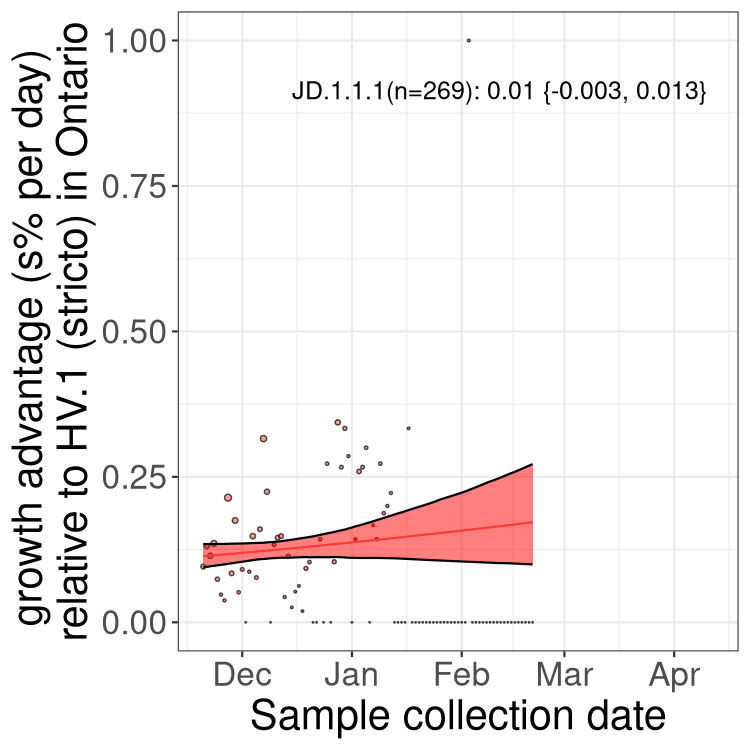 growth advantage (s% per day)
relative to HV.1 (stricto) in Ontario
1.00
0.75
0.50
0.25
0.00
JD.1.1.1(n=269): 0.01 {-0.003, 0.013}
Dec Jan Feb Mar Apr
Sample collection date